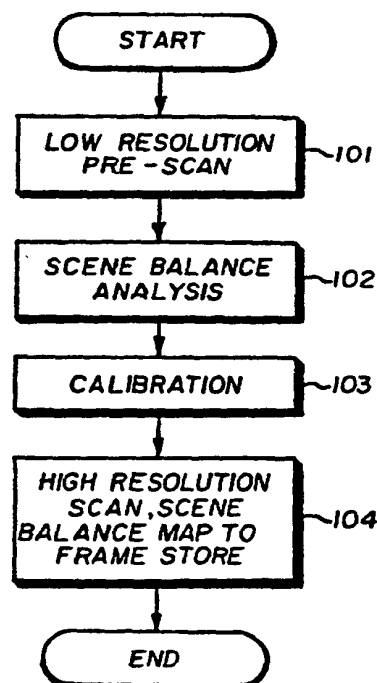 START
LOW RESOLUTION
PRE-SCAN
101
SCENE BALANCE
ANALYSIS
102
CALIBRATION
103
HIGH RESOLUTION
SCAN, SCENE
BALANCE MAP TO
FRAME STORE
104
END